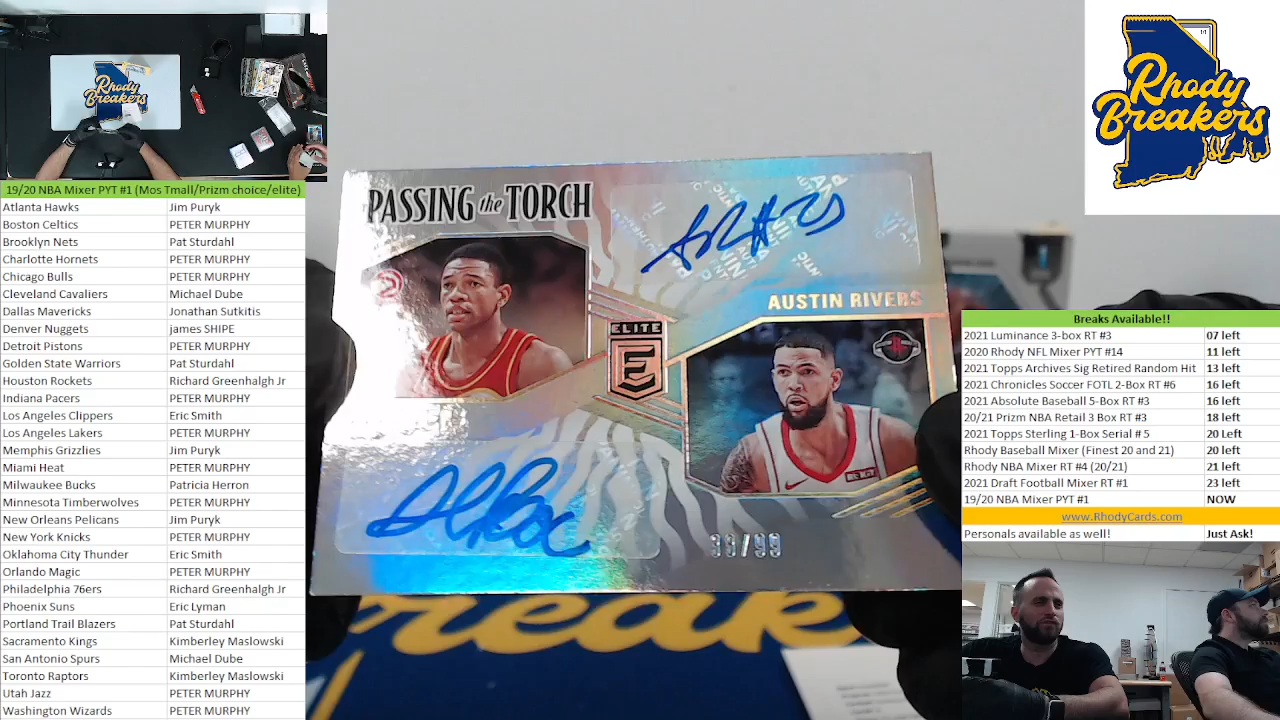 Rhody
Breakers
19/20 NBA Mixer PYT #1 (Mos Tmall/Prizm choice/elite)
Atlanta Hawks Jim Puryk
Boston Celtics PETER MURPHY
Brooklyn Nets Pat Sturdahl
Charlotte Hornets PETER MURPHY
Chicago Bulls PETER MURPHY
Cleveland Cavaliers Michael Dube
Dallas Mavericks Jonathan Sutkitis
Denver Nuggets james SHIPE
Detroit Pistons PETER MURPHY
Golden State Warriors Pat Sturdahl
Houston Rockets Richard Greenhalgh Jr
Indiana Pacers PETER MURPHY
Los Angeles Clippers Eric Smith
Los Angeles Lakers PETER MURPHY
Memphis Grizzlies Jim Puryk
Miami Heat PETER MURPHY
Milwaukee Bucks Patricia Herron
Minnesota Timberwolves PETER MURPHY
New Orleans Pelicans Jim Puryk
New York Knicks PETER MURPHY
Oklahoma City Thunder Eric Smith
Orlando Magic PETER MURPHY
Philadelphia 76ers Richard Greenhalgh Jr
Phoenix Suns Eric Lyman
Portland Trail Blazers Pat Sturdahl
Sacramento Kings Kimberley Maslowski
San Antonio Spurs Michael Dube
Toronto Raptors Kimberley Maslowski
Utah Jazz PETER MURPHY
Washington Wizards PETER MURPHY
PASSING the TORCH
AUSTIN RIVERS
ELITE
E
/99
Break
Rhody
Breakers
1/1
Breaks Available!!
2021 Luminance 3-box RT #3 07 left
2020 Rhody NFL Mixer PYT #14 11 left
2021 Topps Archives Sig Retired Random Hit 13 left
2021 Chronicles Soccer FOTL 2-Box RT #6 16 left
2021 Absolute Baseball 5-Box RT #3 16 left
20/21 Prizm NBA Retail 3 Box RT #3 18 left
2021 Topps Sterling 1-Box Serial # 5 20 Left
Rhody Baseball Mixer (Finest 20 and 21) 20 left
Rhody NBA Mixer RT #4 (20/21) 21 left
2021 Draft Football Mixer RT #1 23 left
19/20 NBA Mixer PYT #1 NOW
www.RhodyCards.com
Personals available as well! Just Ask!